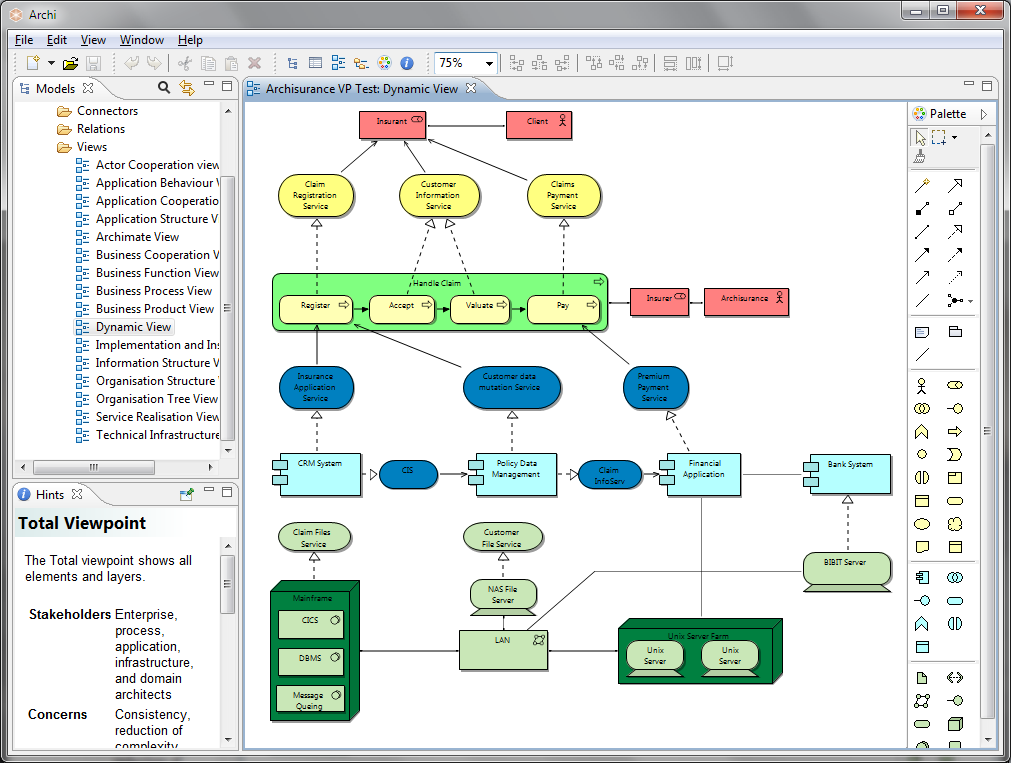 Archi
File Edit View Window Help
75%
Models
Connectors
Relations
Views
Actor Cooperation view
Application Behaviour V
Application Cooperatio
Application Structure V
Archimate View
Business Cooperation V
Business Function View
Business Process View
Business Product View
Dynamic View
Implementation and Ins
Information Structure V
Organisation Structure
Organisation Tree View
Service Realisation View
Technical Infrastructure
Hints
Total Viewpoint
The Total viewpoint shows all
elements and layers.
Stakeholders Enterprise,
process,
application,
infrastructure,
and domain
architects
Concerns Consistency,
reduction of
complexity,
Archisurance VP Test: Dynamic View
Insurant
Client
Claim
Registration
Service
Customer
Information
Service
Claims
Payment
Service
Handle Claim
Register
Accept
Valuate
Pay
Insurer
Archisurance
Insurance
Application
Service
Customer data
mutation Service
Premium
Payment
Service
CRM System
CIS
Policy Data
Management
Claim
InfoServ
Financial
Application
Bank System
Claim Files
Service
Customer
File Service
BIBIT Server
Mainframe
CICS
DBMS
Message
Queing
NAS File
Server
LAN
Unix Server Farm
Unix
Server
Unix
Server
Palette